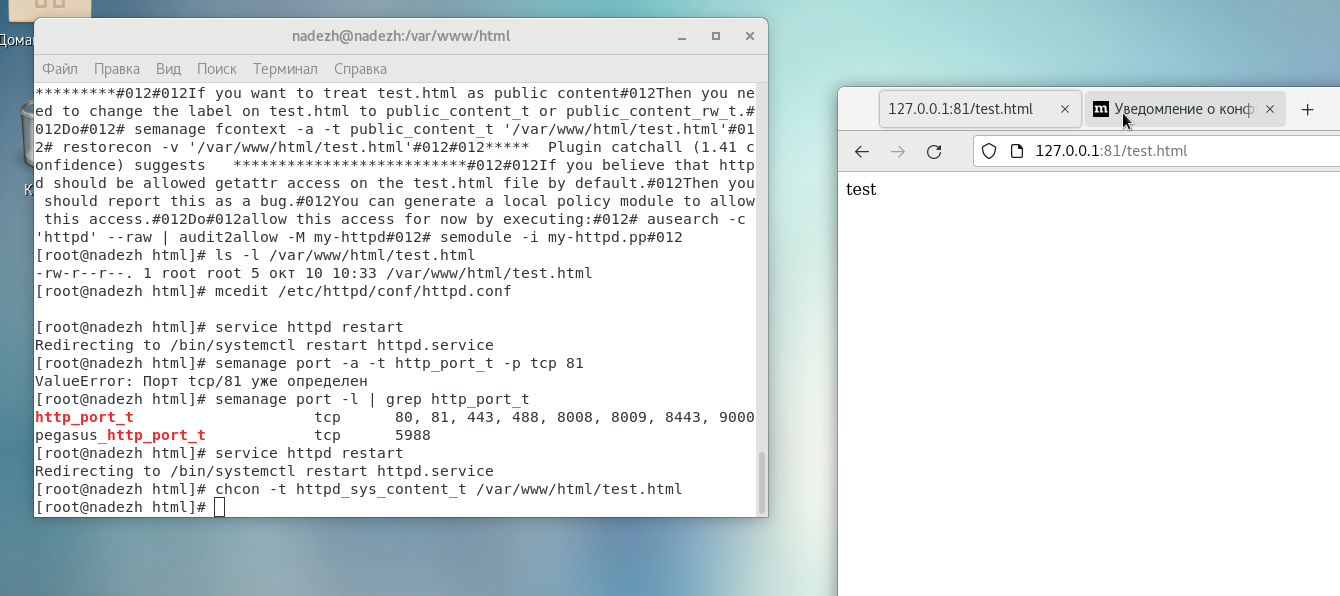 Дома
К
nadezh@nadezh:/var/www/html
Файл Правка Вид Поиск Терминал Справка
*********#012#012If you want to treat test.html as public content#012Then you ne
ed to change the label on test.html to public_content_t or public_content_rw_t.#
012Do#012# semanage fcontext -a -t public_content_t '/var/www/html/test.html'#01
2# restorecon -v '/var/www/html/test.html'#012#012*****  Plugin catchall (1.41 c
onfidence) suggests   **************************#012#012If you believe that http
d should be allowed getattr access on the test.html file by default.#012Then you
 should report this as a bug.#012You can generate a local policy module to allow
 this access.#012Do#012allow this access for now by executing:#012# ausearch -c
'httpd' --raw | audit2allow -M my-httpd#012# semodule -i my-httpd.pp#012
[root@nadezh html]# ls -l /var/www/html/test.html
-rw-r--r--. 1 root root 5 окт 10 10:33 /var/www/html/test.html
[root@nadezh html]# mcedit /etc/httpd/conf/httpd.conf
[root@nadezh html]# service httpd restart
Redirecting to /bin/systemctl restart httpd.service
[root@nadezh html]# semanage port -a -t http_port_t -p tcp 81
ValueError: Порт tcp/81 уже определен
[root@nadezh html]# semanage port -l | grep http_port_t
http_port_t                    tcp      80, 81, 443, 488, 8008, 8009, 8443, 9000
pegasus_http_port_t            tcp      5988
[root@nadezh html]# service httpd restart
Redirecting to /bin/systemctl restart httpd.service
[root@nadezh html]# chcon -t httpd_sys_content_t /var/www/html/test.html
[root@nadezh html]#
127.0.0.1:81/test.html
m Уведомление о конф
127.0.0.1:81/test.html
test